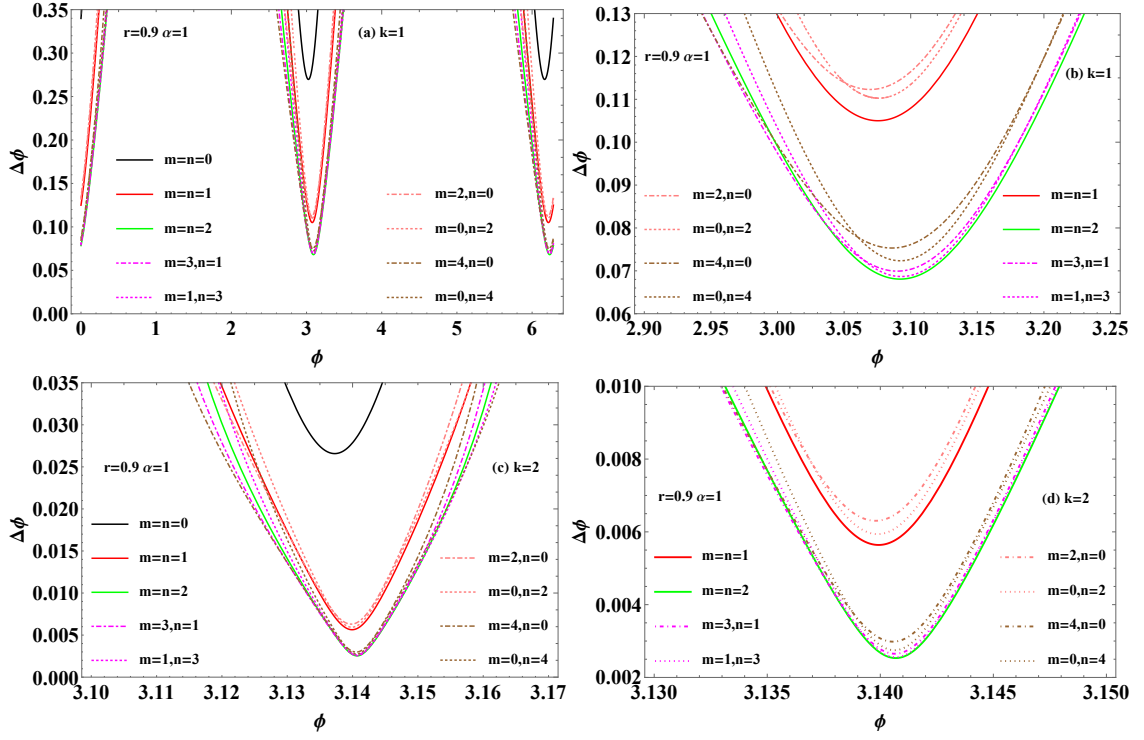 r=0.9 α=1
(a) k=1
0.35
0.30
0.25
0.20
0.15
0.10
0.05
0.00
Δϕ
m=n=0
m=n=1
m=n=2
m=3,n=1
m=1,n=3
m=2,n=0
m=0,n=2
m=4,n=0
m=0,n=4
0 1 2 3 4 5 6
ϕ
r=0.9 α=1
(b) k=1
0.13
0.12
0.11
0.10
0.09
0.08
0.07
0.06
Δϕ
m=2,n=0
m=0,n=2
m=4,n=0
m=0,n=4
m=n=1
m=n=2
m=3,n=1
m=1,n=3
2.90 2.95 3.00 3.05 3.10 3.15 3.20 3.25
ϕ
r=0.9 α=1
(c) k=2
0.035
0.030
0.025
0.020
0.015
0.010
0.005
0.000
Δϕ
m=n=0
m=n=1
m=n=2
m=3,n=1
m=1,n=3
m=2,n=0
m=0,n=2
m=4,n=0
m=0,n=4
3.10 3.11 3.12 3.13 3.14 3.15 3.16 3.17
ϕ
r=0.9 α=1
(d) k=2
0.010
0.008
0.006
0.004
0.002
Δϕ
m=n=1
m=n=2
m=3,n=1
m=1,n=3
m=2,n=0
m=0,n=2
m=4,n=0
m=0,n=4
3.130 3.135 3.140 3.145 3.150
ϕ